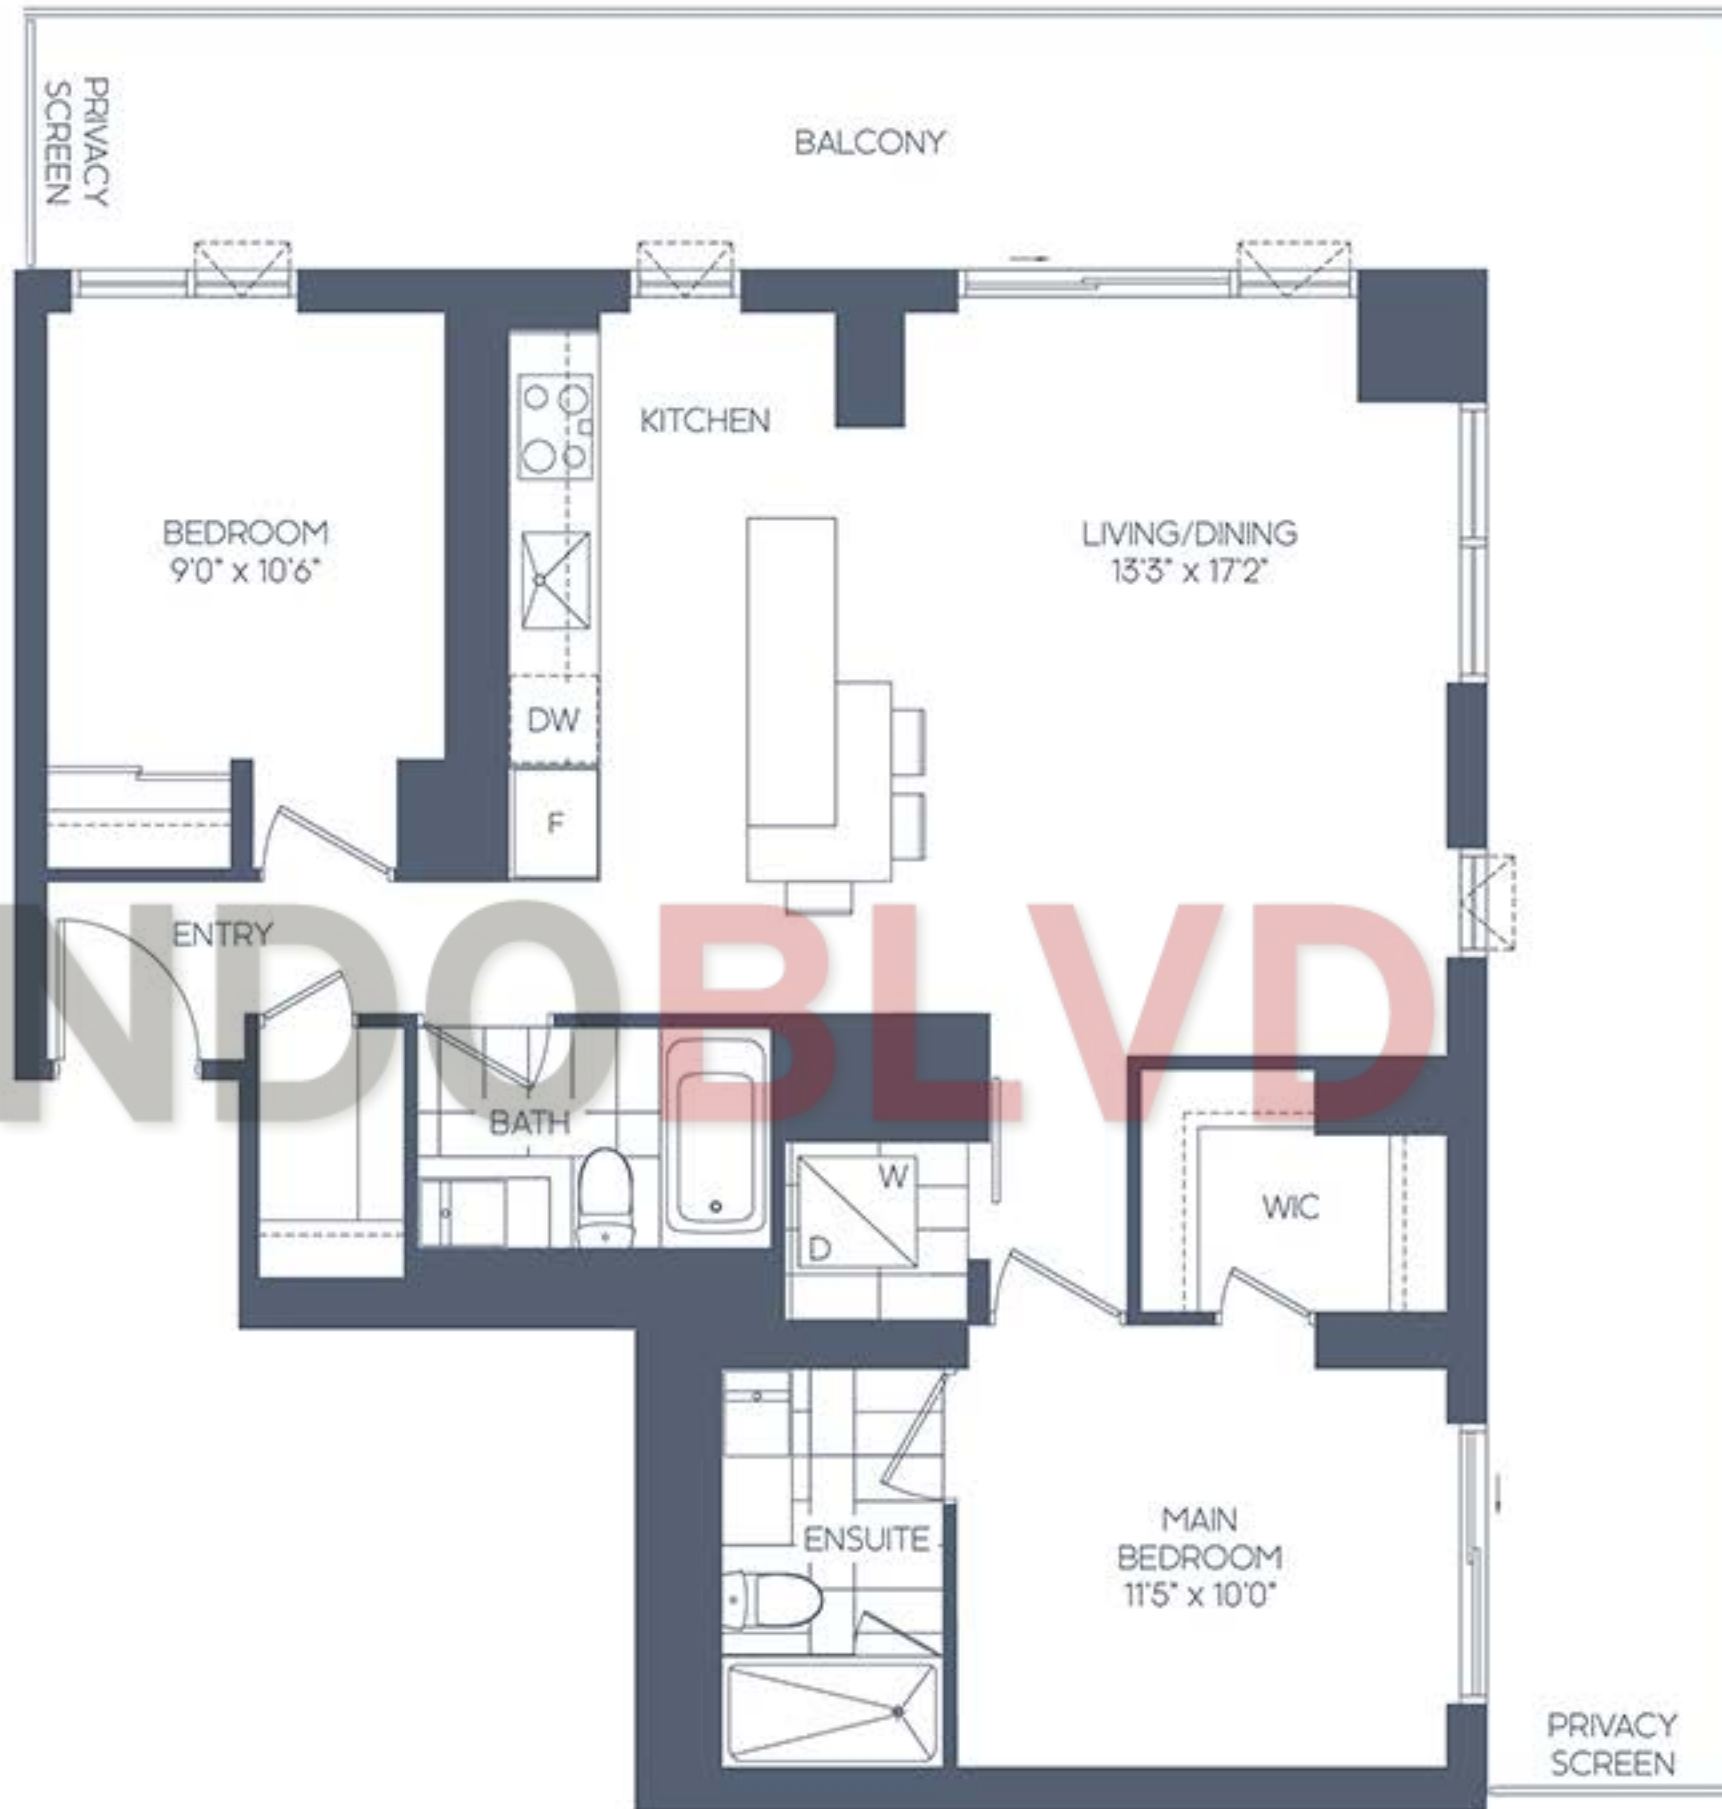 PRIVACY
SCREEN
BALCONY
KITCHEN
BEDROOM
9'0" x 10'6"
LIVING/DINING
13'3" x 17'2"
DW
F
ENTRY
NDOBLVD
BATH
W
D
WIC
ENSUITE
MAIN
BEDROOM
11'5" x 10'0"
PRIVACY
SCREEN